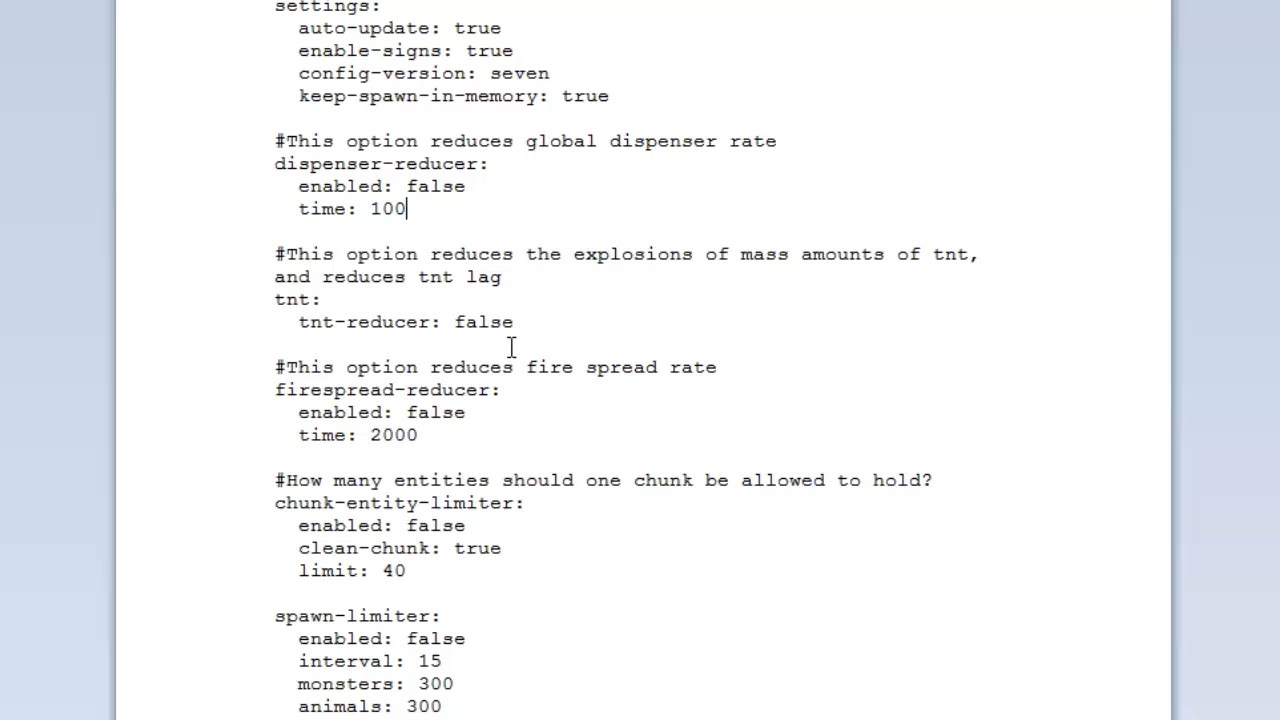 settings:
  auto-update: true
  enable-signs: true
  config-version: seven
  keep-spawn-in-memory: true

#This option reduces global dispenser rate
dispenser-reducer:
  enabled: false
  time: 100

#This option reduces the explosions of mass amounts of tnt,
and reduces tnt lag
tnt:
  tnt-reducer: false

#This option reduces fire spread rate
firespread-reducer:
  enabled: false
  time: 2000

#How many entities should one chunk be allowed to hold?
chunk-entity-limiter:
  enabled: false
  clean-chunk: true
  limit: 40

spawn-limiter:
  enabled: false
  interval: 15
  monsters: 300
  animals: 300